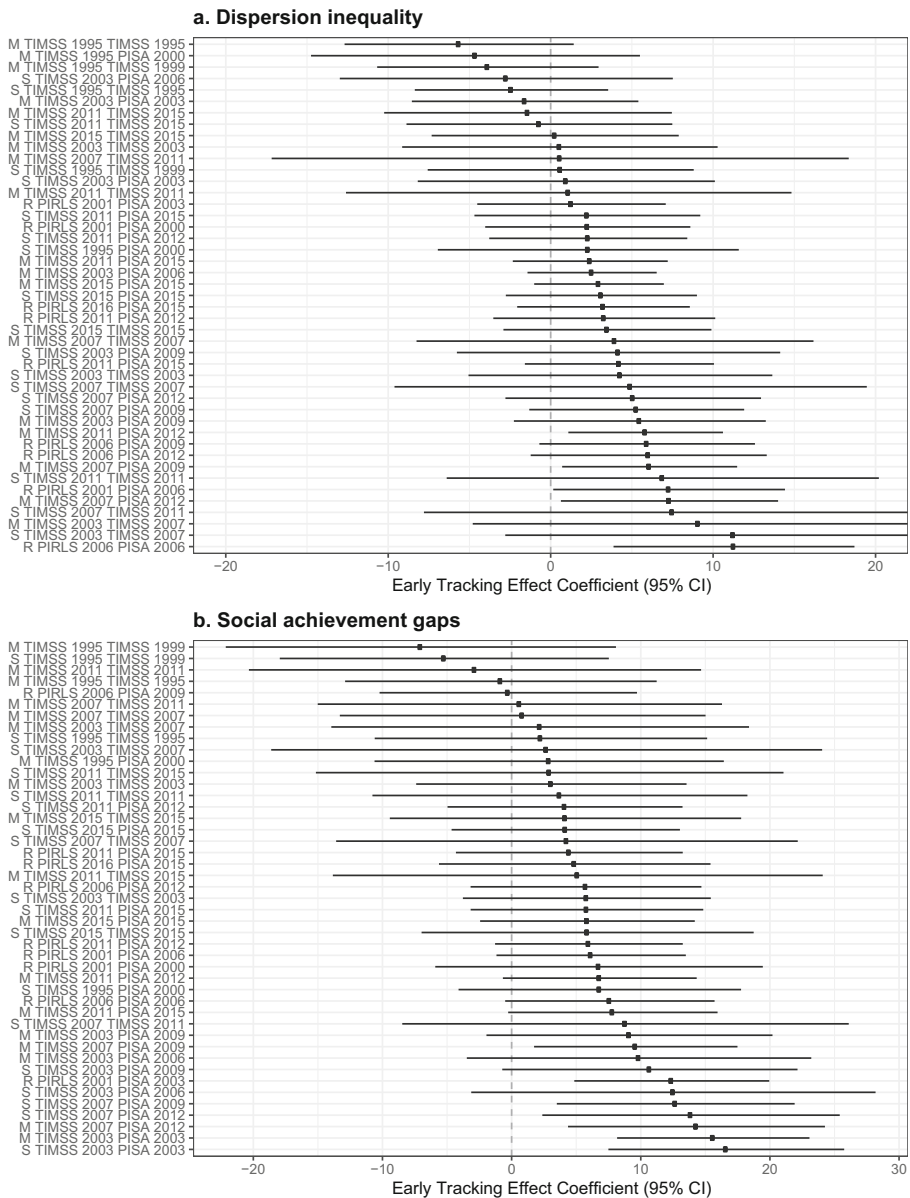 a. Dispersion inequality
M TIMSS 1995 TIMSS 1995
M TIMSS 1995 PISA 2000
M TIMSS 1995 TIMSS 1999
S TIMSS 2003 PISA 2006
S TIMSS 1995 TIMSS 1995
M TIMSS 2003 PISA 2003
M TIMSS 2011 TIMSS 2015
S TIMSS 2011 TIMSS 2015
M TIMSS 2015 TIMSS 2015
M TIMSS 2003 TIMSS 2003
M TIMSS 2007 TIMSS 2011
S TIMSS 1995 TIMSS 1999
S TIMSS 2003 PISA 2003
M TIMSS 2011 TIMSS 2011
R PIRLS 2001 PISA 2003
S TIMSS 2011 PISA 2015
R PIRLS 2001 PISA 2000
S TIMSS 2011 PISA 2012
S TIMSS 1995 PISA 2000
M TIMSS 2011 PISA 2015
M TIMSS 2003 PISA 2006
M TIMSS 2015 PISA 2015
S TIMSS 2015 PISA 2015
R PIRLS 2016 PISA 2015
R PIRLS 2011 PISA 2012
S TIMSS 2015 TIMSS 2015
M TIMSS 2007 TIMSS 2007
S TIMSS 2003 PISA 2009
R PIRLS 2011 PISA 2015
S TIMSS 2003 TIMSS 2003
S TIMSS 2007 TIMSS 2007
S TIMSS 2007 PISA 2012
S TIMSS 2007 PISA 2009
M TIMSS 2003 PISA 2009
M TIMSS 2011 PISA 2012
R PIRLS 2006 PISA 2009
R PIRLS 2006 PISA 2012
M TIMSS 2007 PISA 2009
S TIMSS 2011 TIMSS 2011
R PIRLS 2001 PISA 2006
M TIMSS 2007 PISA 2012
S TIMSS 2007 TIMSS 2011
M TIMSS 2003 TIMSS 2007
S TIMSS 2003 TIMSS 2007
R PIRLS 2006 PISA 2006
−20 −10 0 10 20
Early Tracking Effect Coefficient (95% CI)
b. Social achievement gaps
M TIMSS 1995 TIMSS 1999
S TIMSS 1995 TIMSS 1999
M TIMSS 2011 TIMSS 2011
M TIMSS 1995 TIMSS 1995
R PIRLS 2006 PISA 2009
M TIMSS 2007 TIMSS 2011
M TIMSS 2007 TIMSS 2007
M TIMSS 2003 TIMSS 2007
S TIMSS 1995 TIMSS 1995
S TIMSS 2003 TIMSS 2007
M TIMSS 1995 PISA 2000
S TIMSS 2011 TIMSS 2015
M TIMSS 2003 TIMSS 2003
S TIMSS 2011 TIMSS 2011
S TIMSS 2011 PISA 2012
M TIMSS 2015 TIMSS 2015
S TIMSS 2015 PISA 2015
S TIMSS 2007 TIMSS 2007
R PIRLS 2011 PISA 2015
R PIRLS 2016 PISA 2015
M TIMSS 2011 TIMSS 2015
R PIRLS 2006 PISA 2012
S TIMSS 2003 TIMSS 2003
S TIMSS 2011 PISA 2015
M TIMSS 2015 PISA 2015
S TIMSS 2015 TIMSS 2015
R PIRLS 2011 PISA 2012
R PIRLS 2001 PISA 2006
R PIRLS 2001 PISA 2000
M TIMSS 2011 PISA 2012
S TIMSS 1995 PISA 2000
R PIRLS 2006 PISA 2006
M TIMSS 2011 PISA 2015
S TIMSS 2007 TIMSS 2011
M TIMSS 2003 PISA 2009
M TIMSS 2007 PISA 2009
M TIMSS 2003 PISA 2006
S TIMSS 2003 PISA 2009
R PIRLS 2001 PISA 2003
S TIMSS 2003 PISA 2006
S TIMSS 2007 PISA 2009
S TIMSS 2007 PISA 2012
M TIMSS 2007 PISA 2012
M TIMSS 2003 PISA 2003
S TIMSS 2003 PISA 2003
−20 −10 0 10 20 30
Early Tracking Effect Coefficient (95% CI)